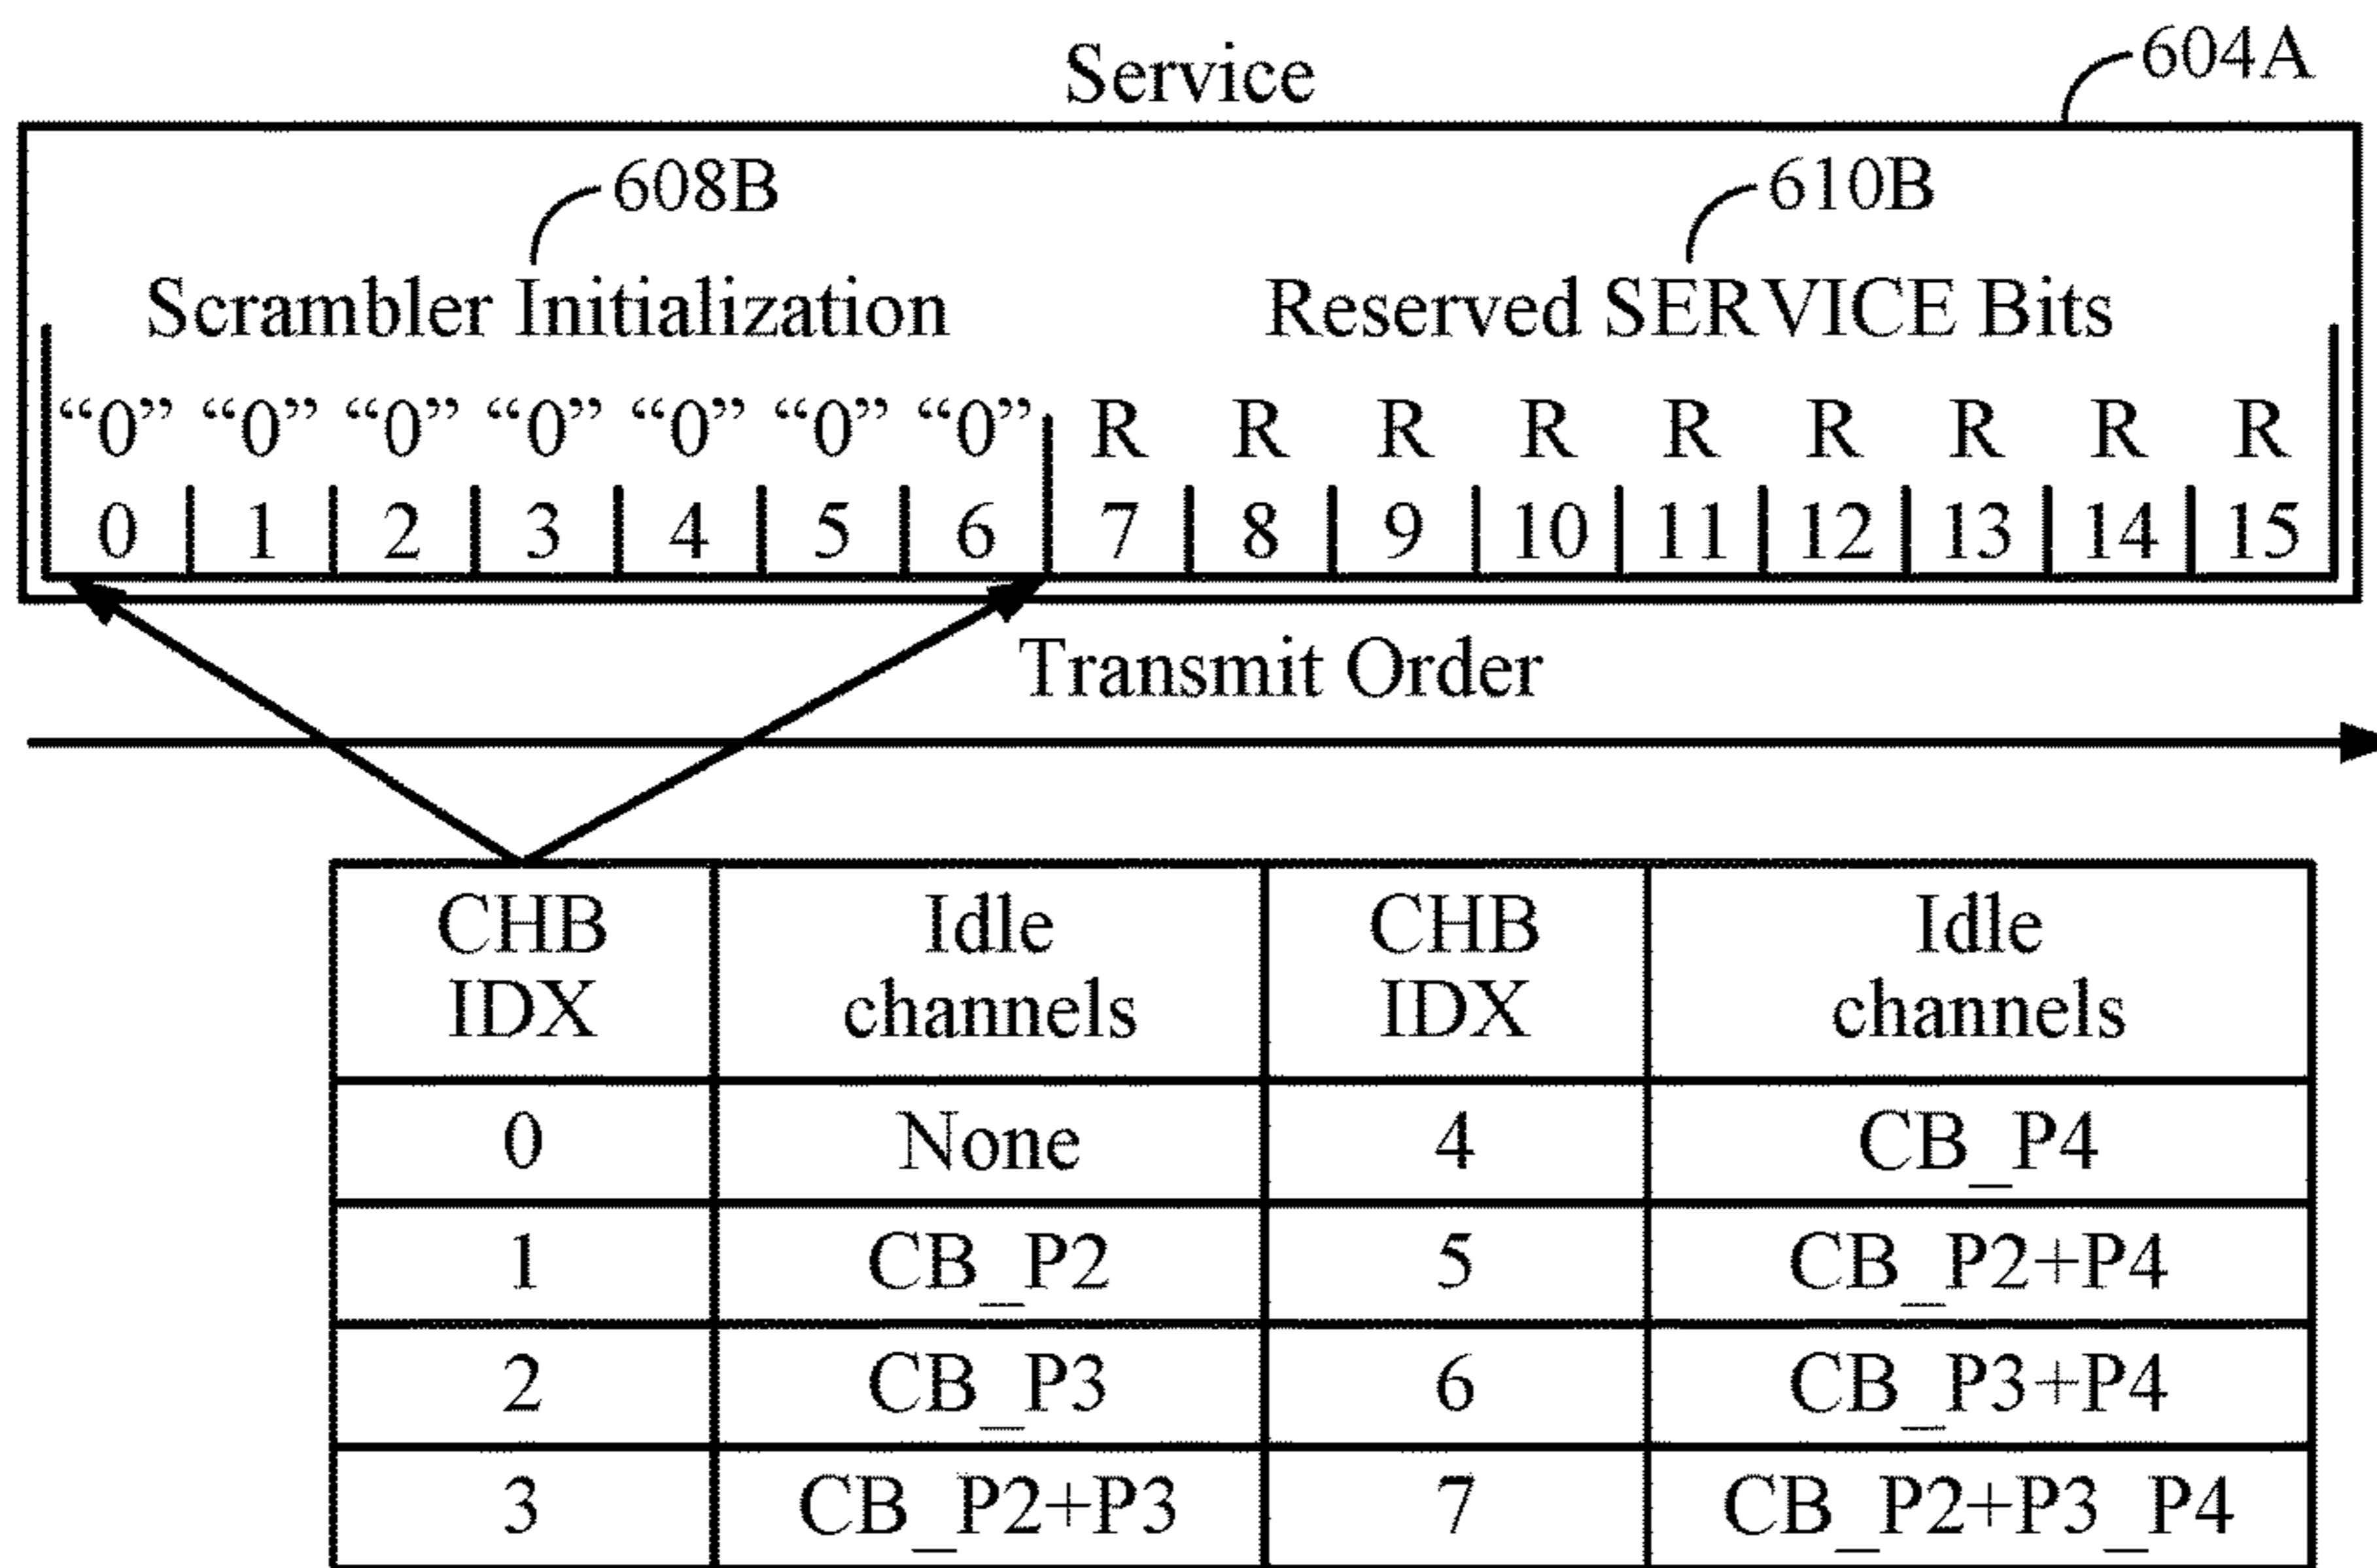 Service
604A
608B
610B
Scrambler Initialization
Reserved SERVICE Bits
“0” “0” “0” “0” “0” “0” “0” R R R R R R R R R
0 1 2 3 4 5 6 7 8 9 10 11 12 13 14 15
Transmit Order
CHB IDX
Idle channels
CHB IDX
Idle channels
0 None 4 CB_P4
1 CB_P2 5 CB_P2+P4
2 CB_P3 6 CB_P3+P4
3 CB_P2+P3 7 CB_P2+P3_P4